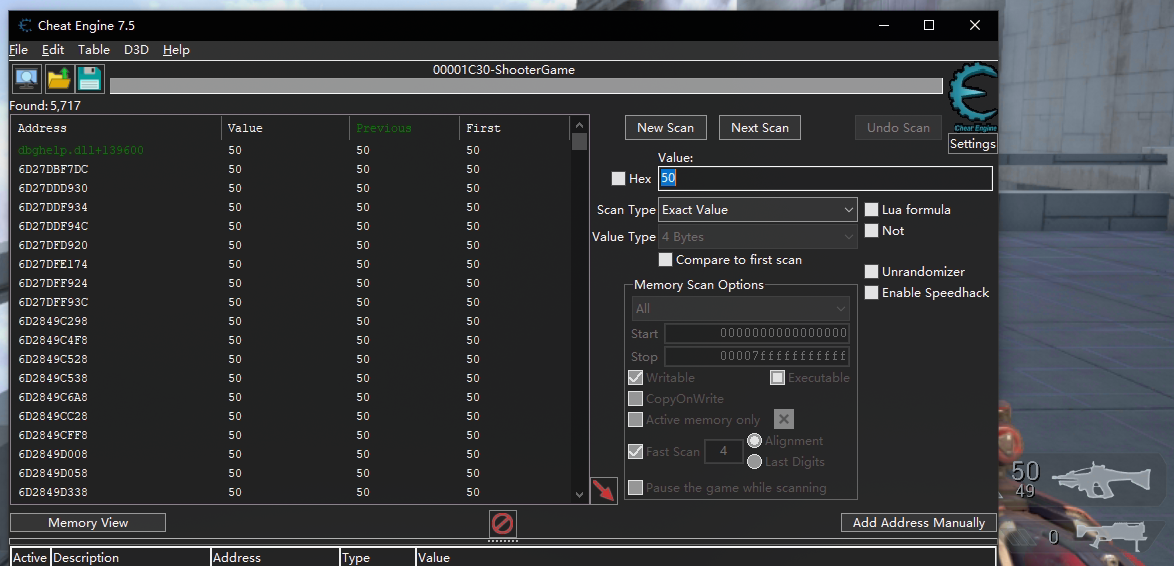 Cheat Engine 7.5
File Edit Table D3D Help
00001C30-ShooterGame
Found: 5,717
Address Value Previous First
dbghelp.dll+139600 50 50 50
6D27DBF7DC 50 50 50
6D27DDD930 50 50 50
6D27DDF934 50 50 50
6D27DDF94C 50 50 50
6D27DFD920 50 50 50
6D27DFE174 50 50 50
6D27DFF924 50 50 50
6D27DFF93C 50 50 50
6D2849C298 50 50 50
6D2849C4F8 50 50 50
6D2849C528 50 50 50
6D2849C538 50 50 50
6D2849C6A8 50 50 50
6D2849CC28 50 50 50
6D2849CFF8 50 50 50
6D2849D008 50 50 50
6D2849D058 50 50 50
6D2849D338 50 50 50
New Scan Next Scan Undo Scan
Cheat Engine
Settings
Value:
Hex 50
Scan Type Exact Value
Lua formula
Value Type 4 Bytes
Not
Compare to first scan
Unrandomizer
Enable Speedhack
Memory Scan Options
All
Start 0000000000000000
Stop 00007fffffffffff
Writable Executable
CopyOnWrite
Active memory only
Fast Scan 4 Alignment
Last Digits
Pause the game while scanning
Memory View
Add Address Manually
Active Description Address Type Value
50
49
0